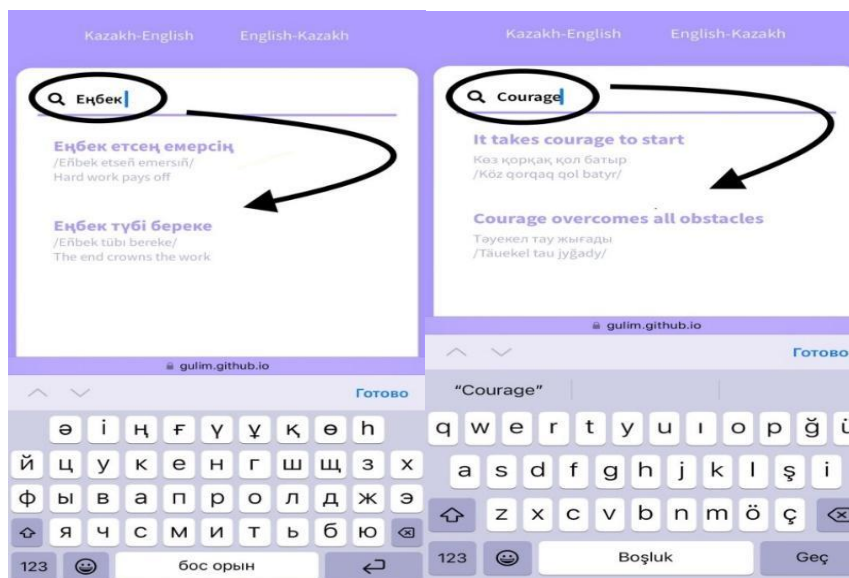 Kazakh-English English-Kazakh
Еңбек
Еңбек етсең емерсің
/Eñbek etseñ emersıñ/
Hard work pays off
Еңбек түбі береке
/Eñbek tübı bereke/
The end crowns the work
gulim.github.io
Готово
ә і ң ғ ү ұ қ ө һ
й ц у к е н г ш щ з х
ф ы в а п р о л д ж э
я ч с м и т ь б ю
123 бос орын
Kazakh-English English-Kazakh
Courage
It takes courage to start
Көз қорқақ қол батыр
/Köz qorqaq qol batyr/
Courage overcomes all obstacles
Тәуекел тау жығады
/Täuekel tau jyğady/
gulim.github.io
Готово
"Courage"
q w e r t y u ı o p ğ ü
a s d f g h j k l ş i
z x c v b n m ö ç
123 Boşluk Geç